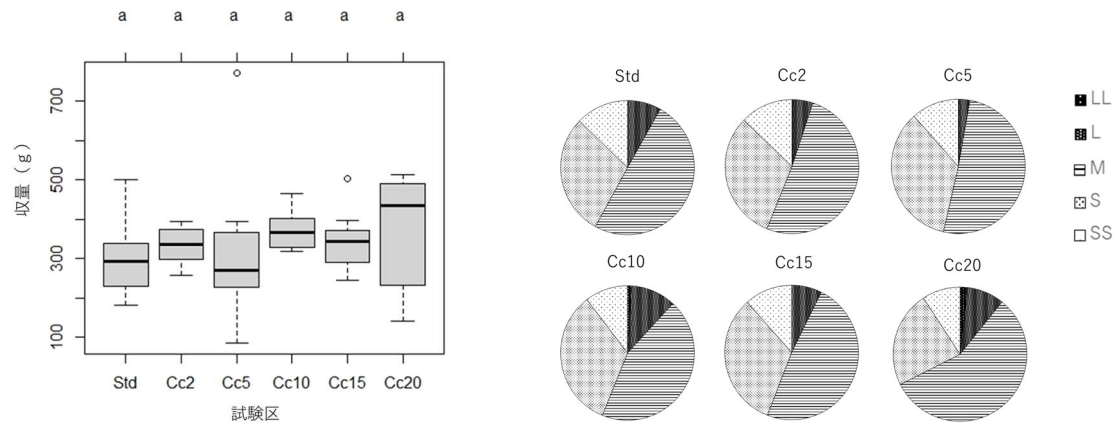 a a a a a a
収量（g）
700
500
300
100
Std Cc2 Cc5 Cc10 Cc15 Cc20
試験区
Std Cc2 Cc5
Cc10 Cc15 Cc20
LL
L
M
S
SS